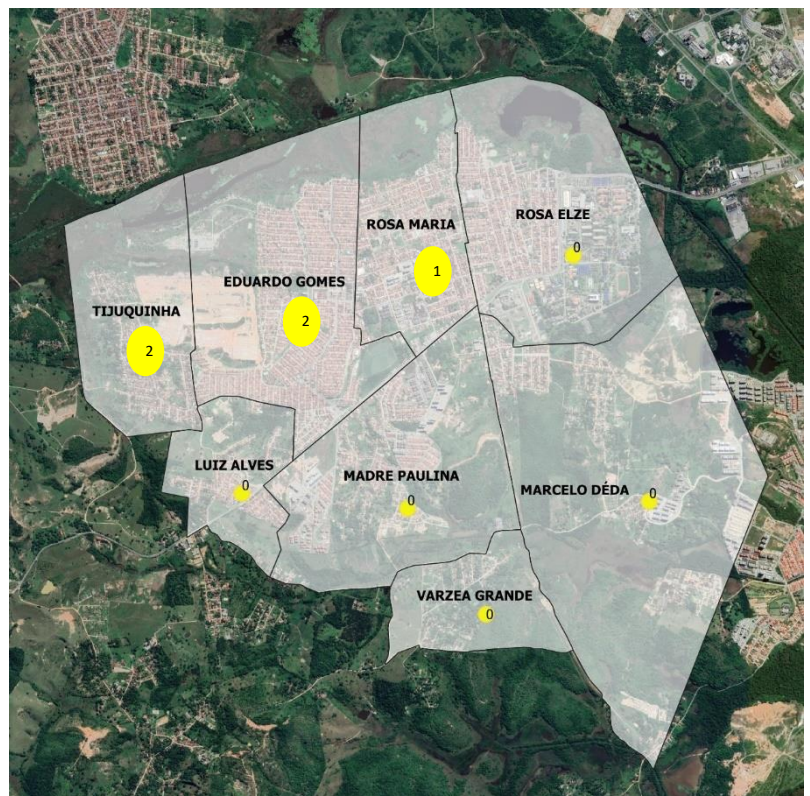 ROSA MARIA
ROSA ELZE
0
1
EDUARDO GOMES
2
TIJUQUINHA
2
LUIZ ALVES
0
MADRE PAULINA
0
MARCELO DÉDA
0
VARZEA GRANDE
0